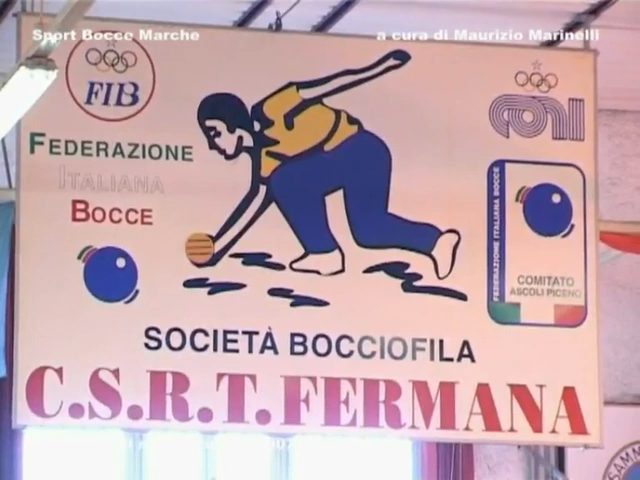 Sport Bocce Marche
a cura di Maurizio Marinelli
FIB
FEDERAZIONE
ITALIANA
BOCCE
CONI
FEDERAZIONE ITALIANA BOCCE
COMITATO
ASCOLI PICENO
SOCIETÀ BOCCIOFILA
C.S.R.T. FERMANA